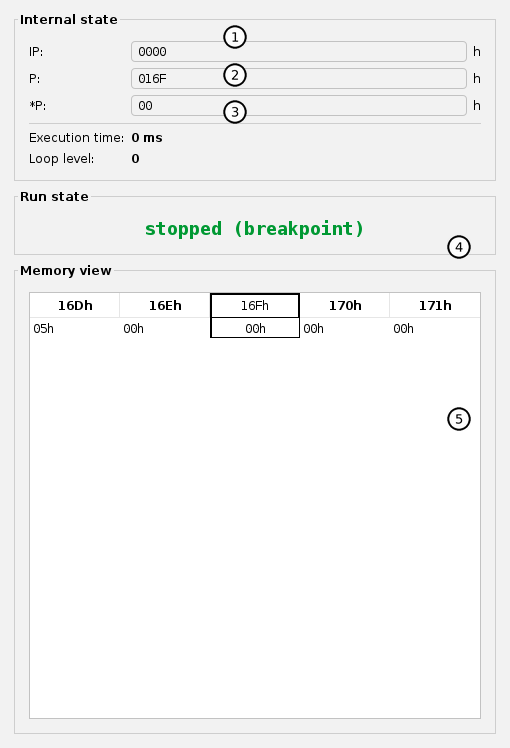 Internal state
1
IP: 0000 h
2
P: 016F h
*P: 00 h
3
Execution time: 0 ms
Loop level: 0
Run state
stopped (breakpoint)
4
Memory view
16Dh 16Eh 16Fh 170h 171h
05h 00h 00h 00h 00h
5